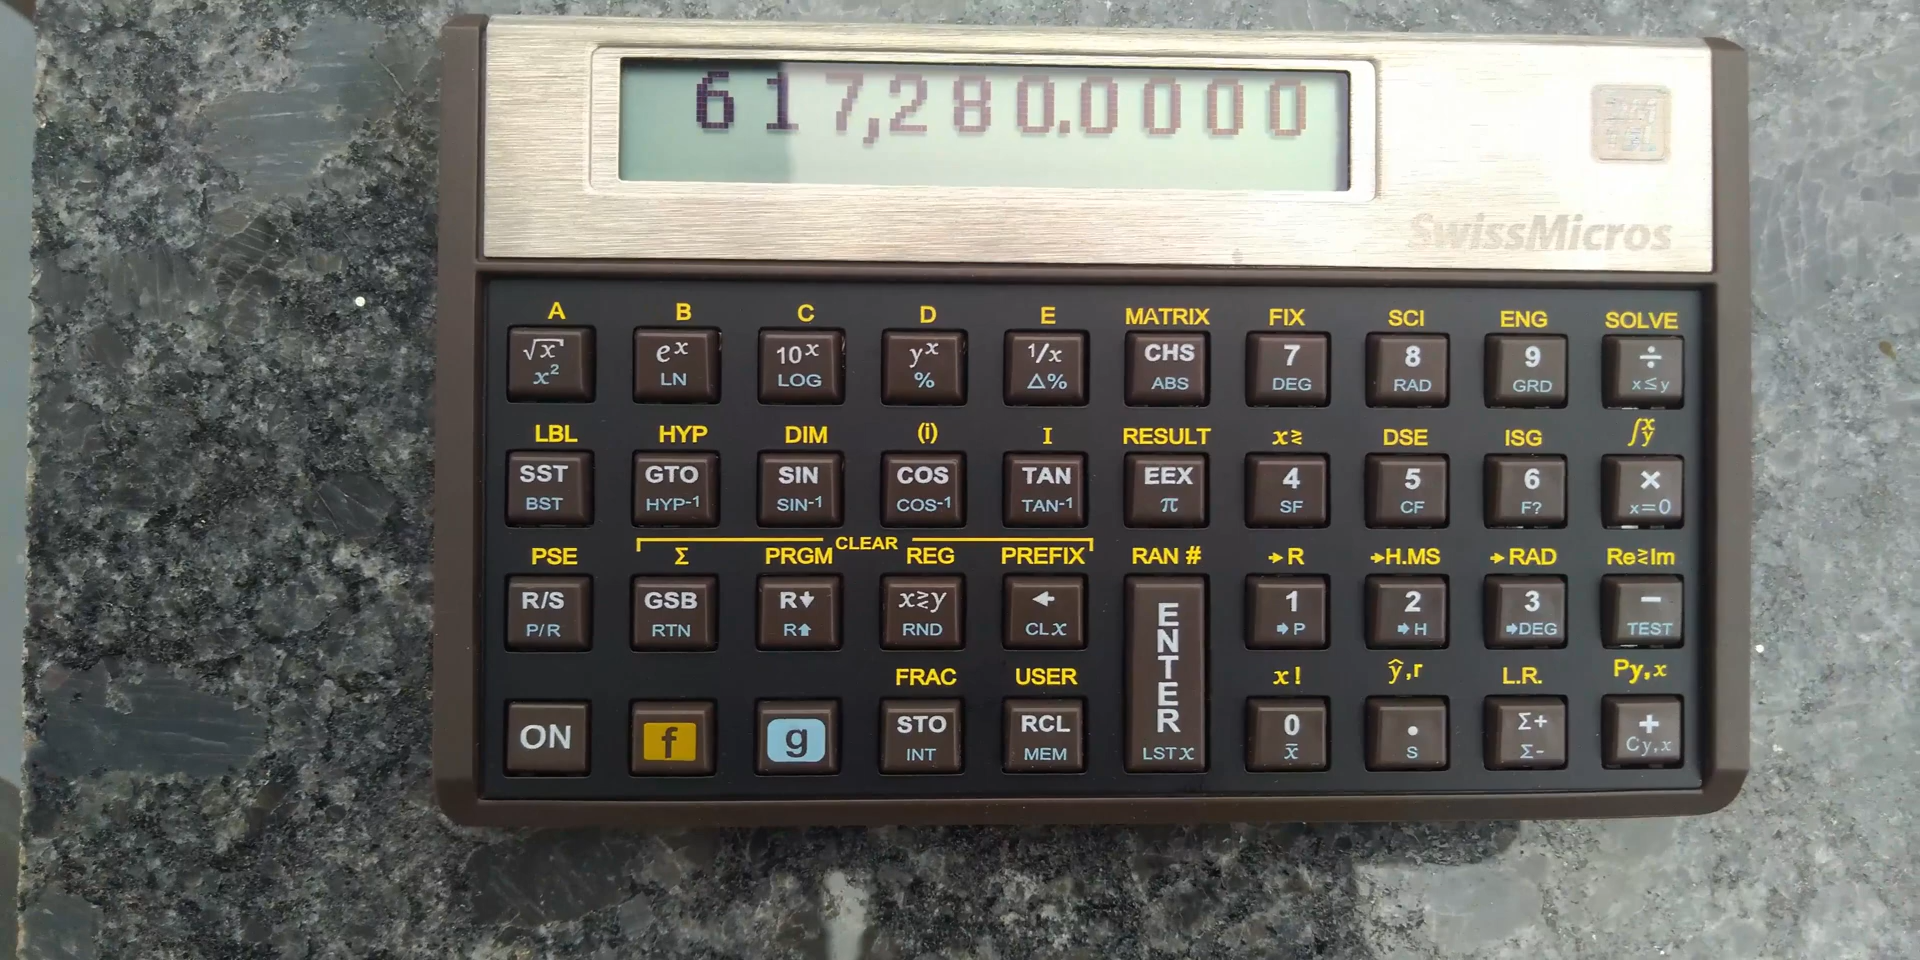 617,280.0000
SwissMicros
A B C D E MATRIX FIX SCI ENG SOLVE
√x eˣ 10ˣ yˣ 1/x CHS 7 8 9 ÷
x² LN LOG % Δ% ABS DEG RAD GRD x≤y
LBL HYP DIM (i) I RESULT x≷ DSE ISG ∫xy
SST GTO SIN COS TAN EEX 4 5 6 ×
BST HYP-1 SIN-1 COS-1 TAN-1 π SF CF F? x=0
CLEAR
PSE Σ PRGM REG PREFIX RAN # →R →H.MS →RAD Re≷Im
R/S GSB R↓ x≷y ← ENTER 1 2 3 −
P/R RTN R↑ RND CLx →P →H →DEG TEST
FRAC USER x! ŷ,r L.R. Py,x
ON f g STO RCL 0 • Σ+ +
INT MEM LSTx x̄ S Σ− Cy,x